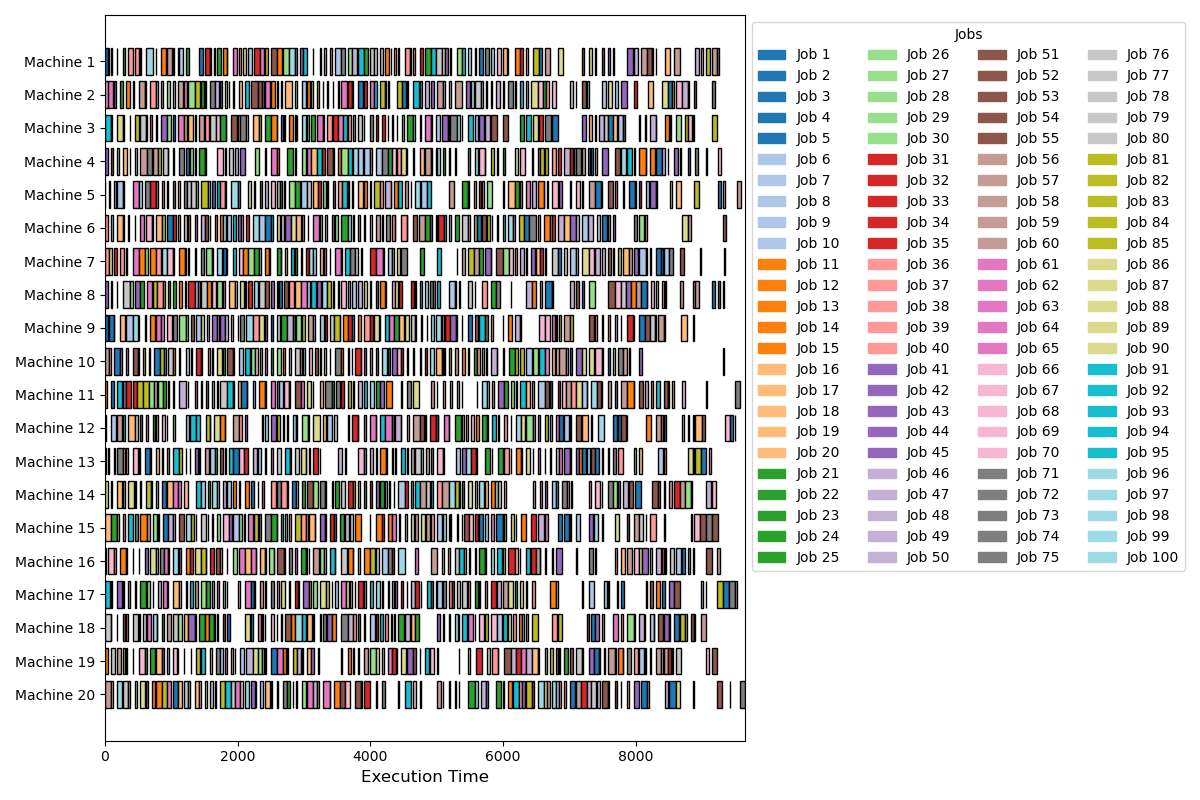 Jobs
Job 1 Job 26 Job 51 Job 76
Job 2 Job 27 Job 52 Job 77
Job 3 Job 28 Job 53 Job 78
Job 4 Job 29 Job 54 Job 79
Job 5 Job 30 Job 55 Job 80
Job 6 Job 31 Job 56 Job 81
Job 7 Job 32 Job 57 Job 82
Job 8 Job 33 Job 58 Job 83
Job 9 Job 34 Job 59 Job 84
Job 10 Job 35 Job 60 Job 85
Job 11 Job 36 Job 61 Job 86
Job 12 Job 37 Job 62 Job 87
Job 13 Job 38 Job 63 Job 88
Job 14 Job 39 Job 64 Job 89
Job 15 Job 40 Job 65 Job 90
Job 16 Job 41 Job 66 Job 91
Job 17 Job 42 Job 67 Job 92
Job 18 Job 43 Job 68 Job 93
Job 19 Job 44 Job 69 Job 94
Job 20 Job 45 Job 70 Job 95
Job 21 Job 46 Job 71 Job 96
Job 22 Job 47 Job 72 Job 97
Job 23 Job 48 Job 73 Job 98
Job 24 Job 49 Job 74 Job 99
Job 25 Job 50 Job 75 Job 100
Machine 1
Machine 2
Machine 3
Machine 4
Machine 5
Machine 6
Machine 7
Machine 8
Machine 9
Machine 10
Machine 11
Machine 12
Machine 13
Machine 14
Machine 15
Machine 16
Machine 17
Machine 18
Machine 19
Machine 20
0 2000 4000 6000 8000
Execution Time